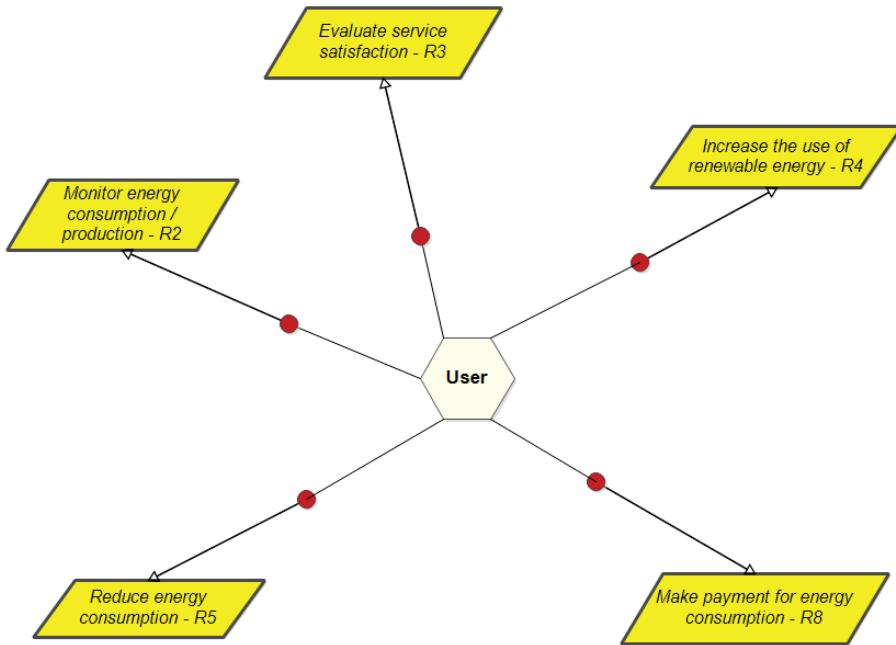 Evaluate service
satisfaction - R3
Increase the use of
renewable energy - R4
Monitor energy
consumption /
production - R2
User
Reduce energy
consumption - R5
Make payment for energy
consumption - R8